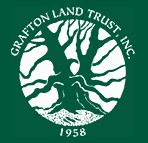 GRAFTON LAND TRUST, INC.
1958